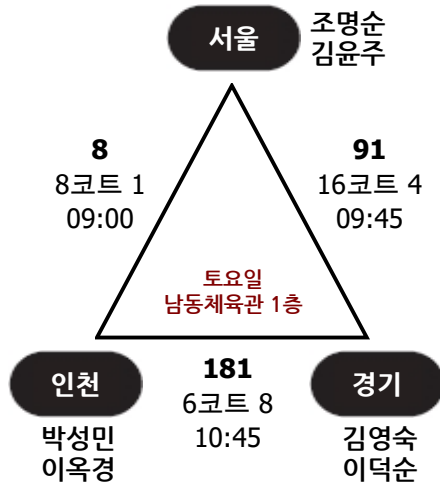 서울
조명순
김윤주
8
8코트 1
09:00
91
16코트 4
09:45
토요일
남동체육관 1층
인천
박성민
이옥경
181
6코트 8
10:45
경기
김영숙
이덕순